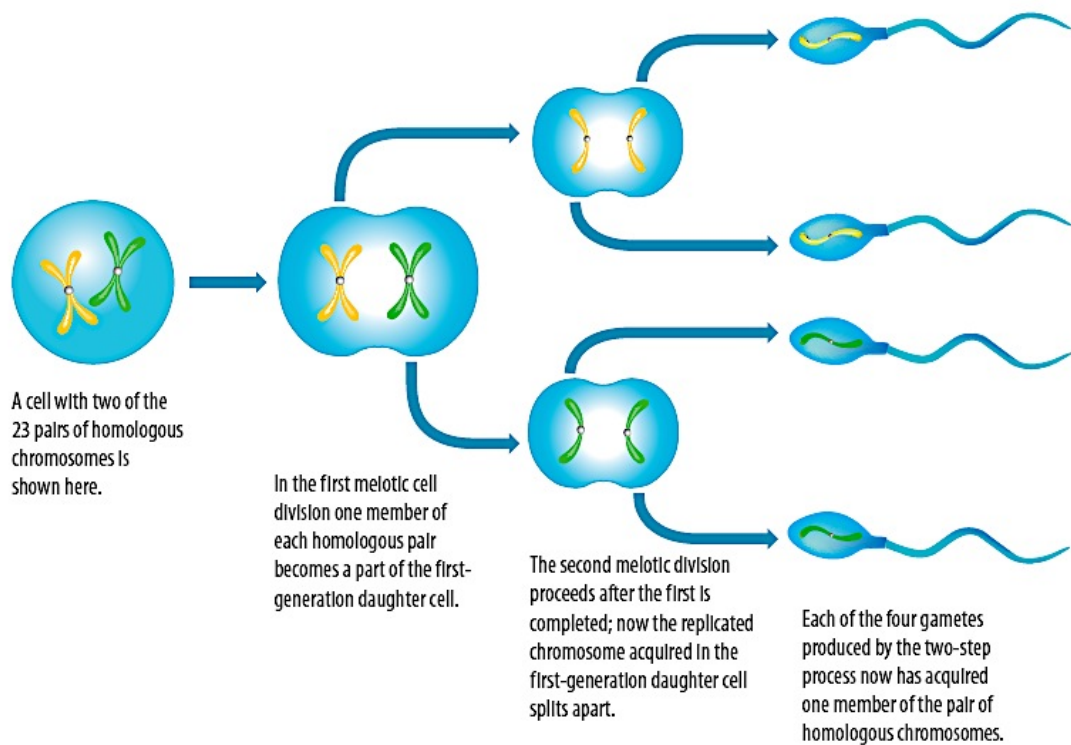 A cell with two of the
23 pairs of homologous
chromosomes is
shown here.
In the first meiotic cell
division one member of
each homologous pair
becomes a part of the first-
generation daughter cell.
The second meiotic division
proceeds after the first is
completed; now the replicated
chromosome acquired in the
first-generation daughter cell
splits apart.
Each of the four gametes
produced by the two-step
process now has acquired
one member of the pair of
homologous chromosomes.